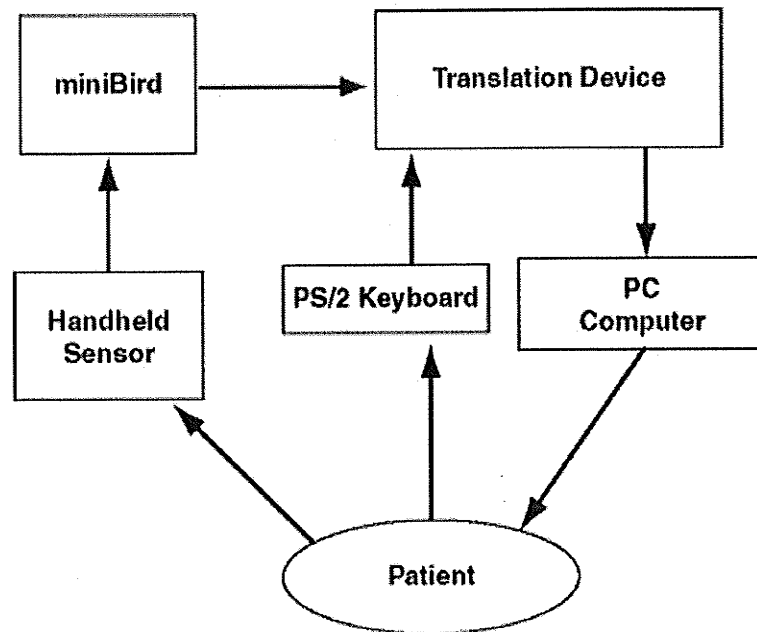 miniBird
Translation Device
PS/2 Keyboard
PC
Computer
Handheld
Sensor
Patient